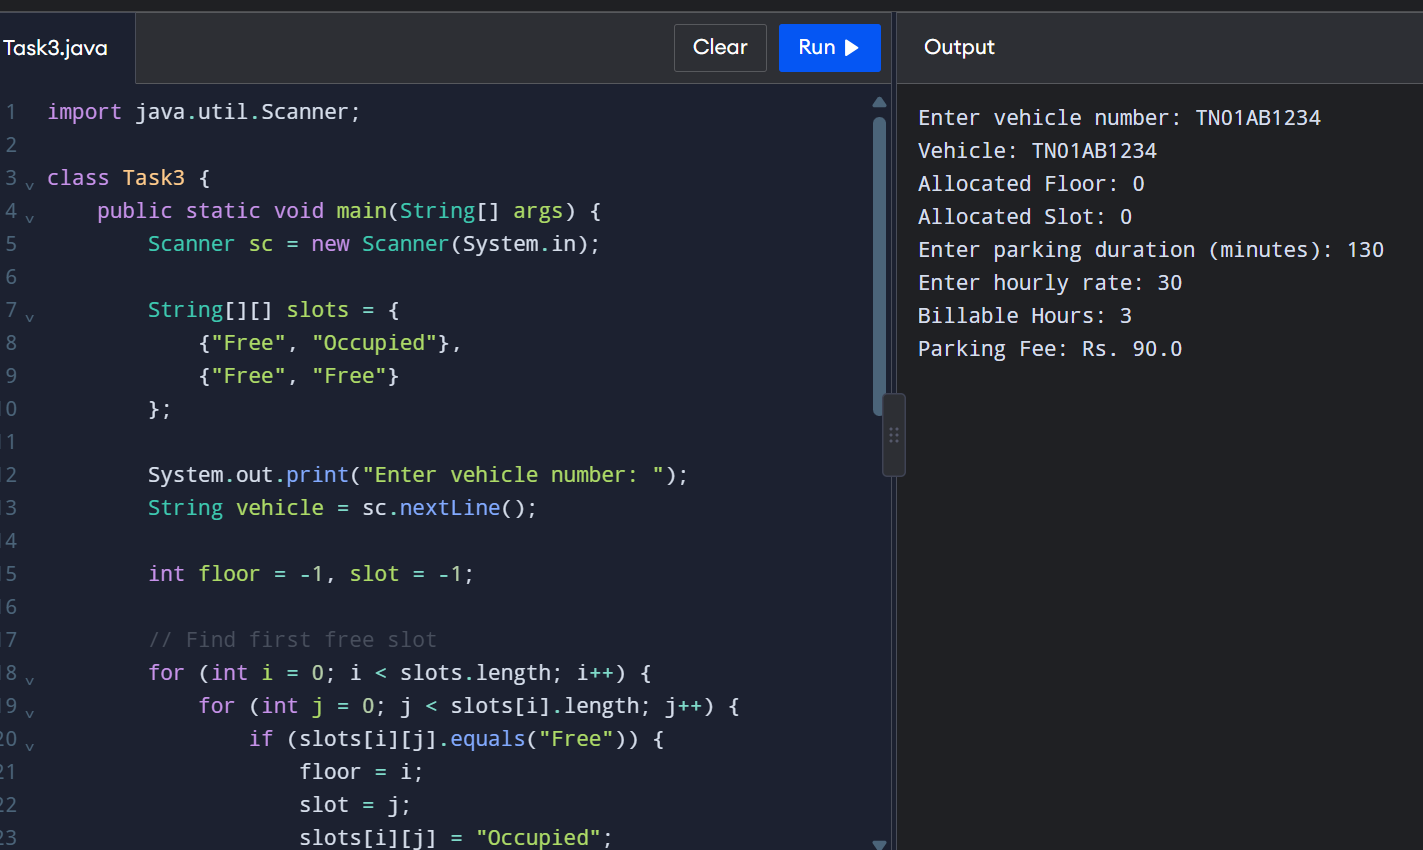 Task3.java
Clear
Run
Output
1 import java.util.Scanner;
2
3 class Task3 {
4 public static void main(String[] args) {
5 Scanner sc = new Scanner(System.in);
6
7 String[][] slots = {
8 {"Free", "Occupied"},
9 {"Free", "Free"}
10 };
11
12 System.out.print("Enter vehicle number: ");
13 String vehicle = sc.nextLine();
14
15 int floor = -1, slot = -1;
16
17 // Find first free slot
18 for (int i = 0; i < slots.length; i++) {
19 for (int j = 0; j < slots[i].length; j++) {
20 if (slots[i][j].equals("Free")) {
21 floor = i;
22 slot = j;
23 slots[i][j] = "Occupied";
Enter vehicle number: TN01AB1234
Vehicle: TN01AB1234
Allocated Floor: 0
Allocated Slot: 0
Enter parking duration (minutes): 130
Enter hourly rate: 30
Billable Hours: 3
Parking Fee: Rs. 90.0